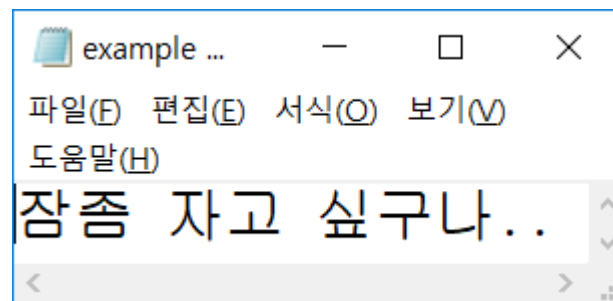 example ...
파일(F) 편집(E) 서식(O) 보기(V)
도움말(H)
잠좀 자고 싶구나..